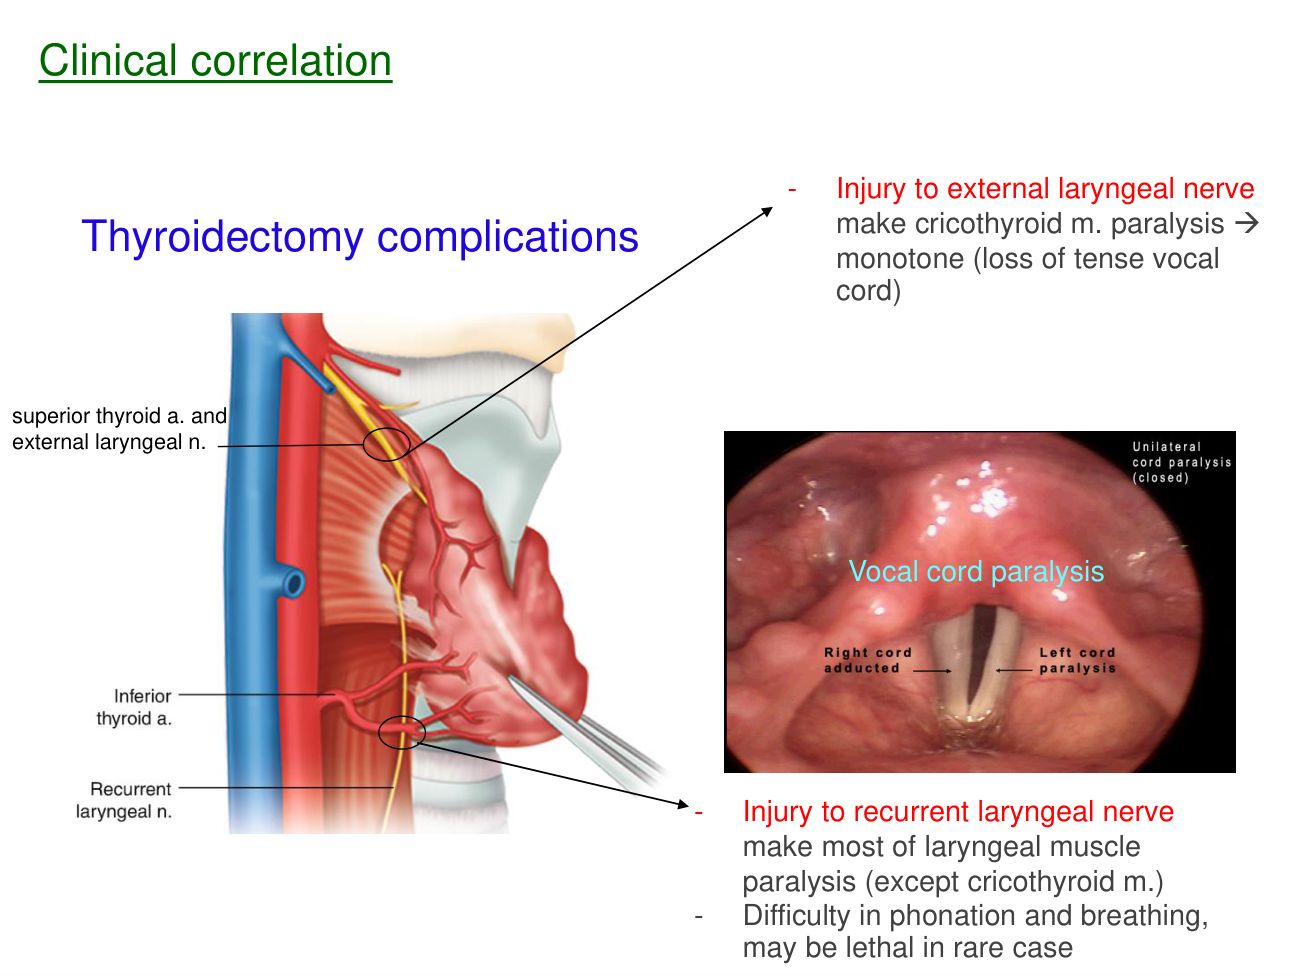 Clinical correlation
Thyroidectomy complications
- Injury to external laryngeal nerve
make cricothyroid m. paralysis →
monotone (loss of tense vocal
cord)
superior thyroid a. and
external laryngeal n.
Inferior
thyroid a.
Recurrent
laryngeal n.
Unilateral
cord paralysis
(closed)
Vocal cord paralysis
Right cord
adducted
Left cord
paralysis
- Injury to recurrent laryngeal nerve
make most of laryngeal muscle
paralysis (except cricothyroid m.)
- Difficulty in phonation and breathing,
may be lethal in rare case